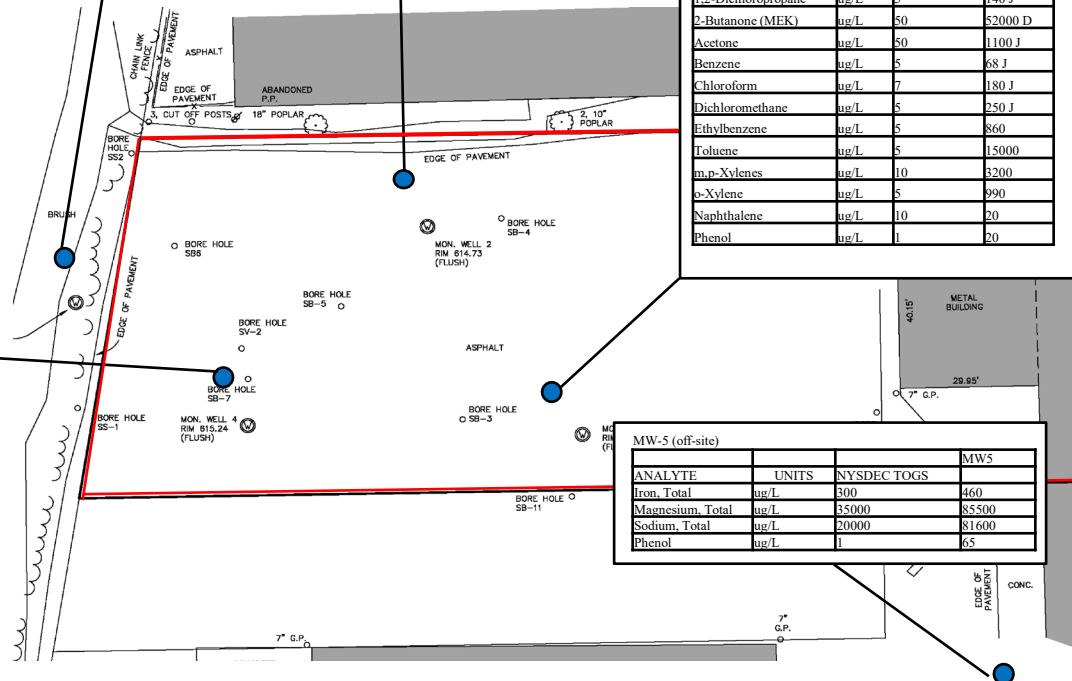 1,2-Dichloropropane ug/L 5 140 J
2-Butanone (MEK) ug/L 50 52000 D
Acetone ug/L 50 1100 J
Benzene ug/L 5 68 J
Chloroform ug/L 7 180 J
Dichloromethane ug/L 5 250 J
Ethylbenzene ug/L 5 860
Toluene ug/L 5 15000
m,p-Xylenes ug/L 10 3200
o-Xylene ug/L 5 990
Naphthalene ug/L 10 20
Phenol ug/L 1 20
CHAIN LINK
FENCE
EDGE OF PAVEMENT
ASPHALT
EDGE OF
PAVEMENT
ABANDONED
P.P.
3, CUT OFF POSTS
18" POPLAR
2, 10"
POPLAR
BORE
HOLE
SS2
EDGE OF PAVEMENT
BRUSH
BORE HOLE
SB6
W
MON. WELL 2
RIM 614.73
(FLUSH)
BORE HOLE
SB-4
W
EDGE OF PAVEMENT
BORE HOLE
SB-5
BORE HOLE
SV-2
ASPHALT
BORE HOLE
SB-7
BORE HOLE
SS-1
MON. WELL 4
RIM 615.24
(FLUSH)
W
BORE HOLE
SB-3
W
BORE HOLE
SB-11
METAL
BUILDING
40.15'
29.95'
7" G.P.
MW-5 (off-site)
MW5
ANALYTE UNITS NYSDEC TOGS
Iron, Total ug/L 300 460
Magnesium, Total ug/L 35000 85500
Sodium, Total ug/L 20000 81600
Phenol ug/L 1 65
EDGE OF
PAVEMENT
CONC.
7" G.P.
7"
G.P.